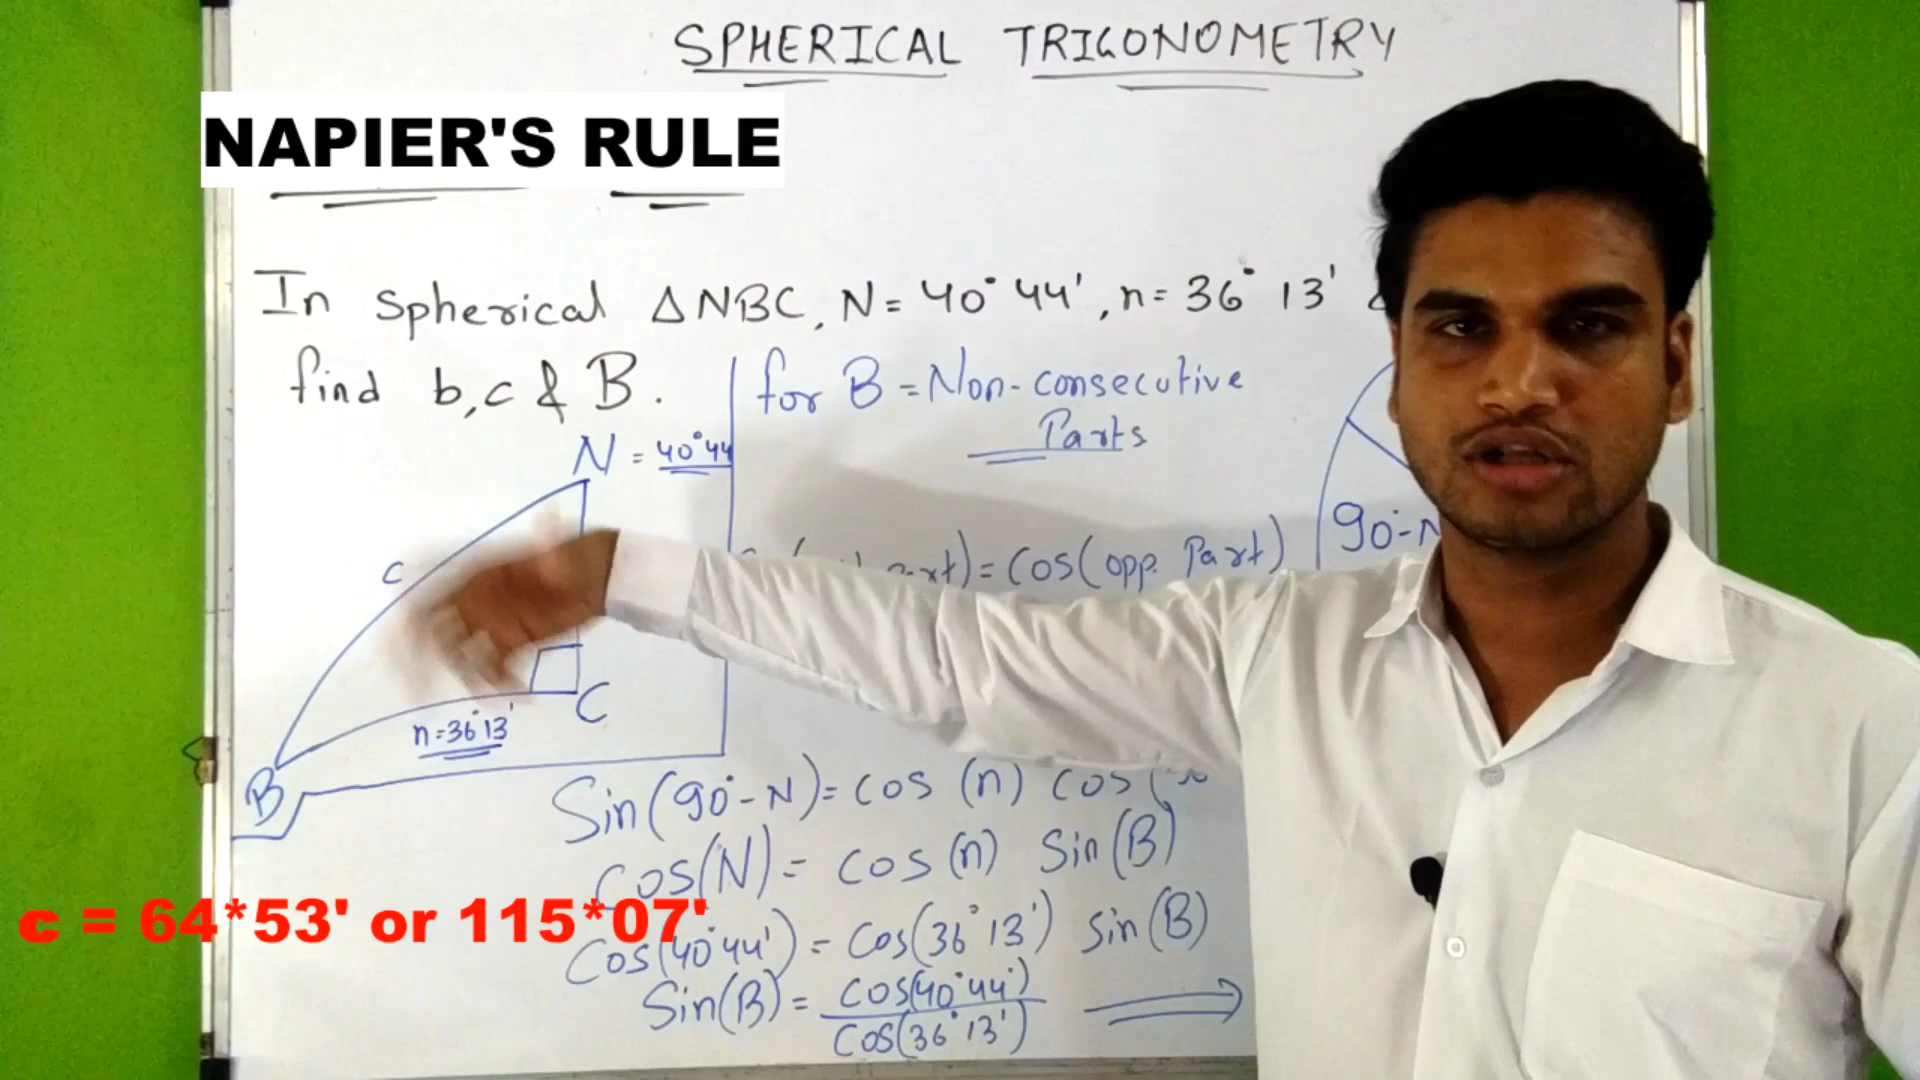 SPHERICAL TRIGONOMETRY
NAPIER'S RULE
In Spherical ΔNBC, N = 40° 44', n = 36° 13'
find b, c & B.
for B = Non-consecutive
Parts
N = 40° 44
c
C
n = 36° 13'
B
= Cos(opp. Part)
90°-N
Sin(90°-N) = cos (n) cos
Cos(N) = cos (n) Sin (B)
Cos(40° 44') = Cos(36° 13') Sin (B)
Sin(B) = Cos(40° 44') / Cos(36° 13')
c = 64*53' or 115*07'